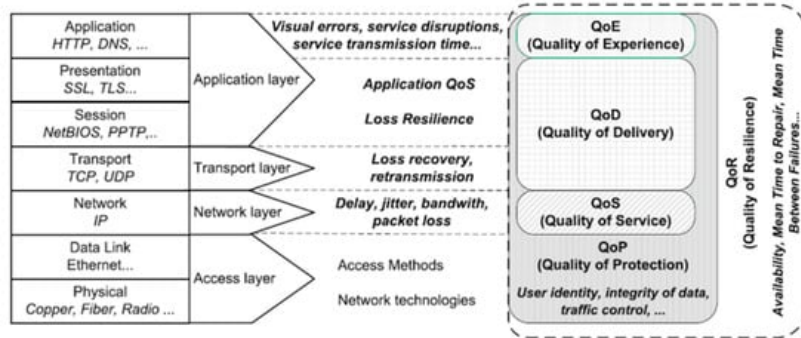 Application
HTTP, DNS, ...
Presentation
SSL, TLS...
Session
NetBIOS, PPTP,..
Transport
TCP, UDP
Network
IP
Data Link
Ethernet...
Physical
Copper, Fiber, Radio ...
Application layer
Transport layer
Network layer
Access layer
Visual errors, service disruptions,
service transmission time...
Application QoS
Loss Resilience
Loss recovery,
retransmission
Delay, jitter, bandwith,
packet loss
Access Methods
Network technologies
QoE
(Quality of Experience)
QoD
(Quality of Delivery)
QoS
(Quality of Service)
QoP
(Quality of Protection)
User identity, integrity of data,
traffic control, ...
QoR
(Quality of Resilience)
Availability, Mean Time to Repair, Mean Time
Between Failures...